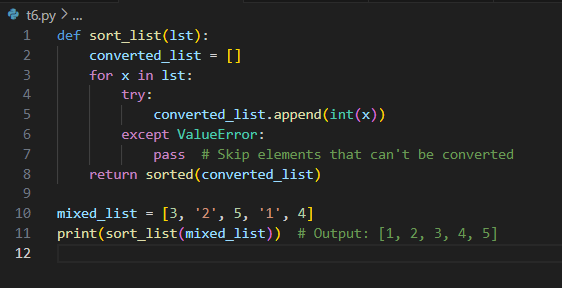 t6.py > ...
1 def sort_list(lst):
2     converted_list = []
3     for x in lst:
4         try:
5             converted_list.append(int(x))
6         except ValueError:
7             pass  # Skip elements that can't be converted
8     return sorted(converted_list)
9
10 mixed_list = [3, '2', 5, '1', 4]
11 print(sort_list(mixed_list))  # Output: [1, 2, 3, 4, 5]
12